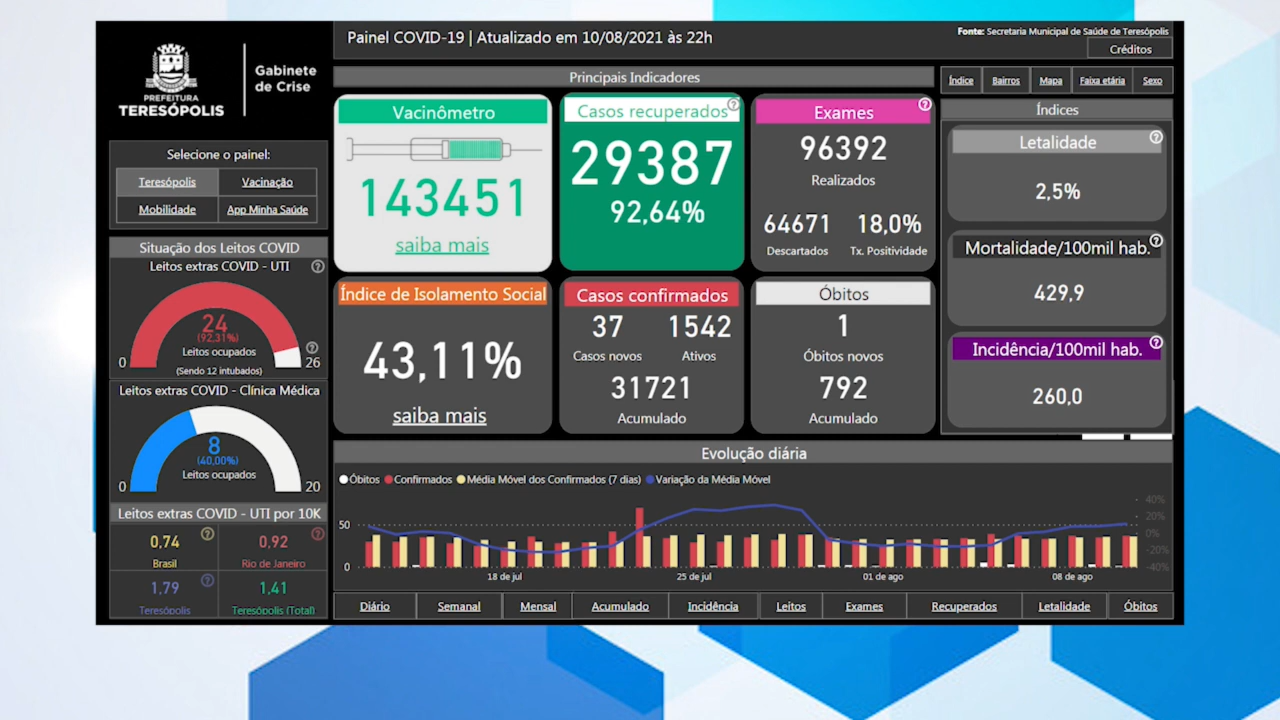 PREFEITURA
TERESÓPOLIS
Gabinete
de Crise
Painel COVID-19 | Atualizado em 10/08/2021 às 22h
Fonte: Secretaria Municipal de Saúde de Teresópolis
Créditos
Selecione o painel:
Teresópolis
Vacinação
Mobilidade
App Minha Saúde
Situação dos Leitos COVID
Leitos extras COVID - UTI
24
(92,31%)
Leitos ocupados
0
26
(Sendo 12 intubados)
Leitos extras COVID - Clínica Médica
8
(40,00%)
Leitos ocupados
0
20
Leitos extras COVID - UTI por 10K
0,74
Brasil
0,92
Rio de Janeiro
1,79
Teresópolis
1,41
Teresópolis (Total)
Principais Indicadores
Vacinômetro
143451
saiba mais
Casos recuperados
29387
92,64%
Exames
96392
Realizados
64671
Descartados
18,0%
Tx. Positividade
Índice de Isolamento Social
43,11%
saiba mais
Casos confirmados
37
Casos novos
1542
Ativos
31721
Acumulado
Óbitos
1
Óbitos novos
792
Acumulado
Índice
Bairros
Mapa
Faixa etária
Sexo
Índices
Letalidade
2,5%
Mortalidade/100mil hab.
429,9
Incidência/100mil hab.
260,0
Evolução diária
Óbitos Confirmados Média Móvel dos Confirmados (7 dias) Variação da Média Móvel
50
0
40%
20%
0%
-20%
-40%
18 de jul
25 de jul
01 de ago
08 de ago
Diário
Semanal
Mensal
Acumulado
Incidência
Leitos
Exames
Recuperados
Letalidade
Óbitos